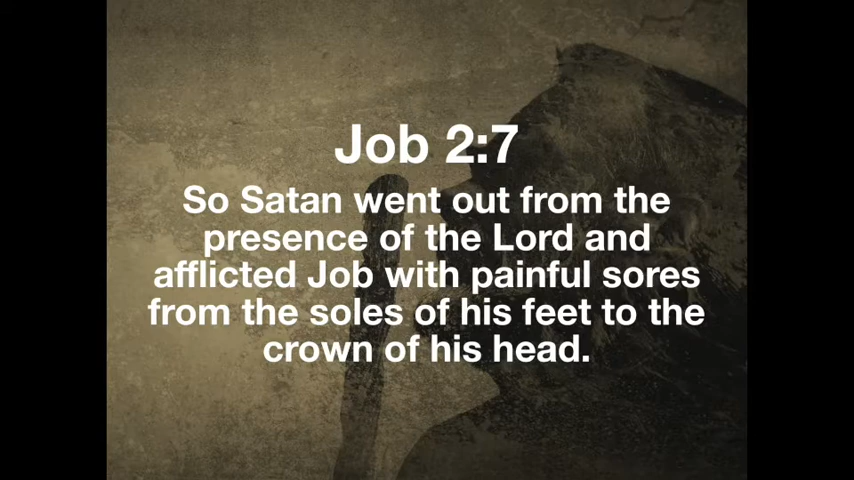 Job 2:7
So Satan went out from the
presence of the Lord and
afflicted Job with painful sores
from the soles of his feet to the
crown of his head.